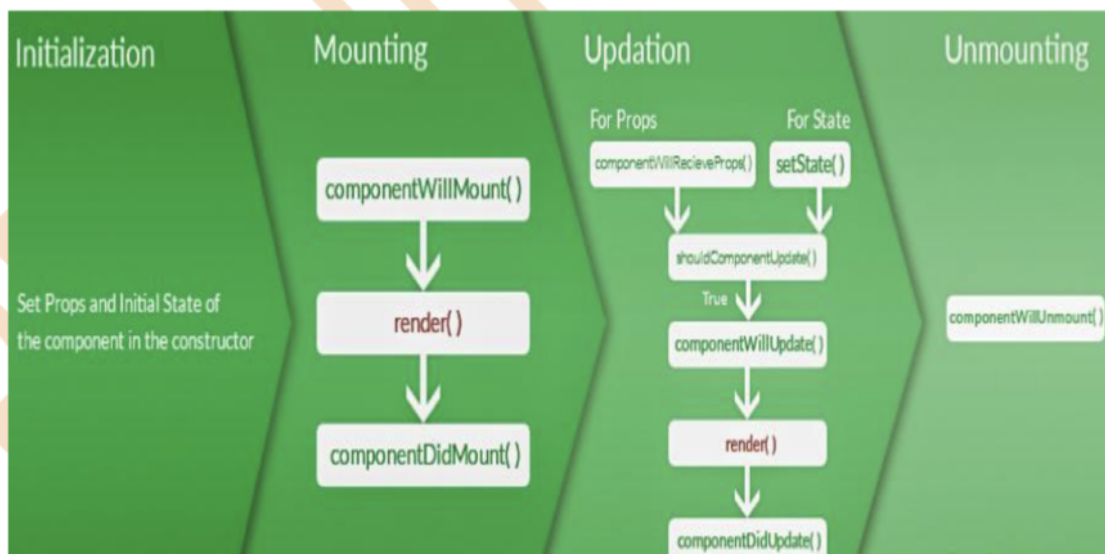 Initialization
Set Props and Initial State of
the component in the constructor
Mounting
componentWillMount( )
render( )
componentDidMount( )
Updation
For Props
For State
componentWillRecieveProps( )
setState( )
shouldComponentUpdate( )
True
componentWillUpdate( )
render( )
componentDidUpdate( )
Unmounting
componentWillUnmount( )